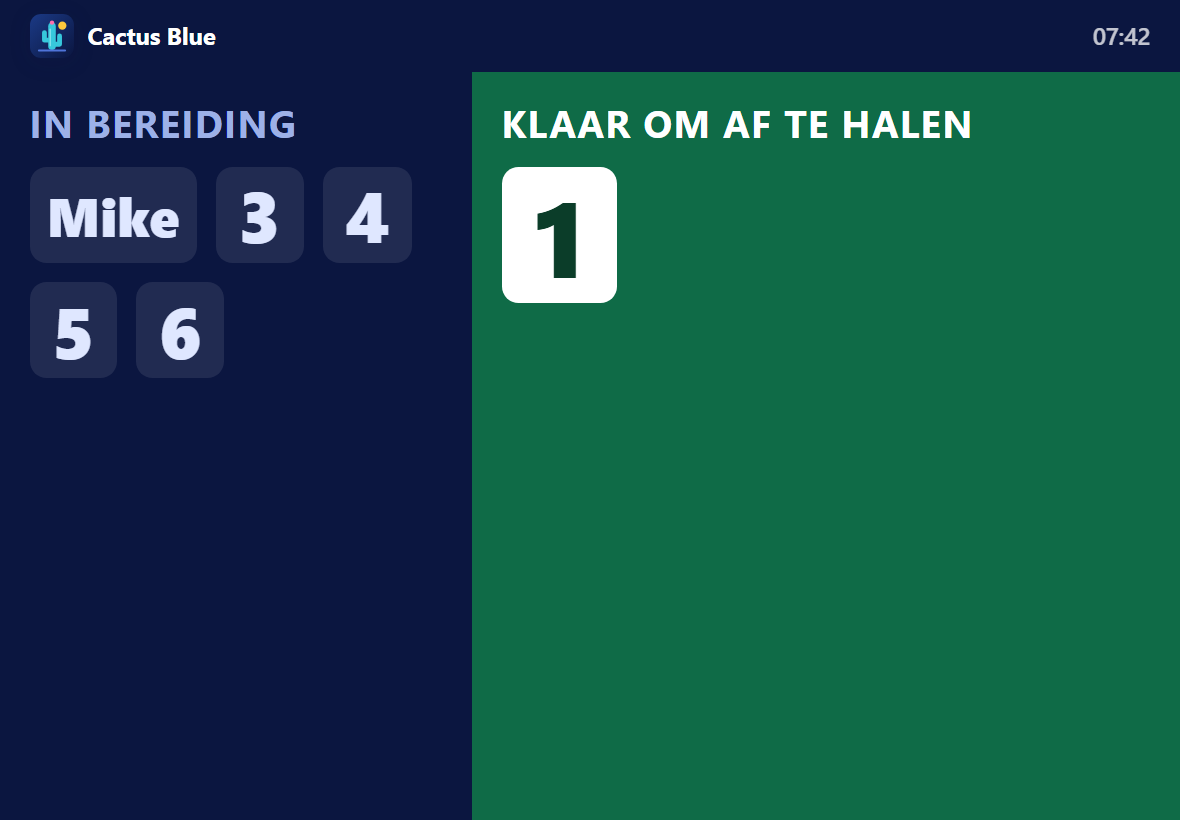 Cactus Blue
07:42
IN BEREIDING
Mike 3 4
5 6
KLAAR OM AF TE HALEN
1